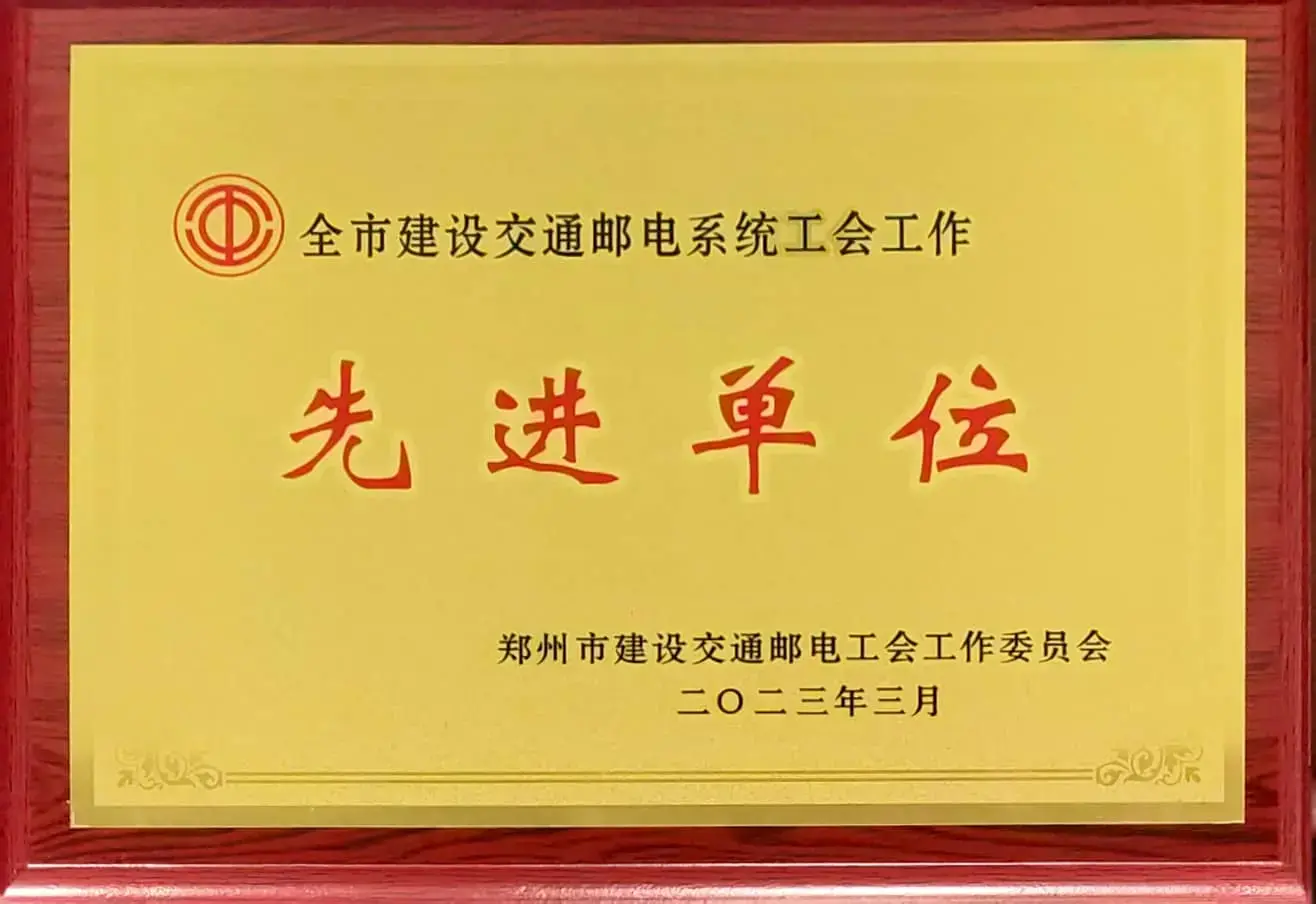 全市建设交通邮电系统工会工作
先进单位
郑州市建设交通邮电工会工作委员会
二〇二三年三月